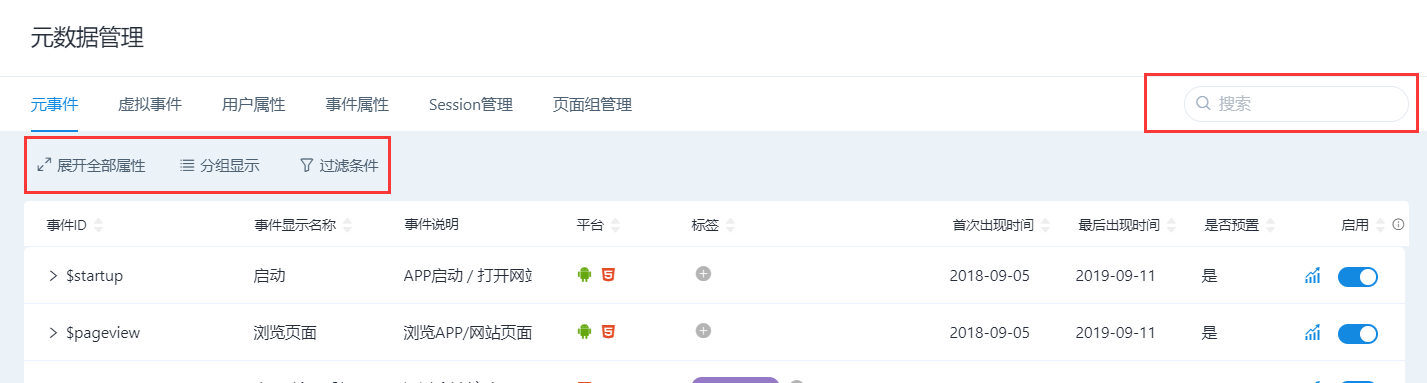 元数据管理
元事件 虚拟事件 用户属性 事件属性 Session管理 页面组管理 搜索
展开全部属性 分组显示 过滤条件
事件ID 事件显示名称 事件说明 平台 标签 首次出现时间 最后出现时间 是否预置 启用
$startup 启动 APP启动 / 打开网站 2018-09-05 2019-09-11 是
$pageview 浏览页面 浏览APP/网站页面 2018-09-05 2019-09-11 是